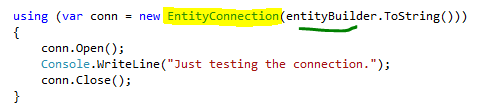 using (var conn = new EntityConnection(entityBuilder.ToString()))
{
    conn.Open();
    Console.WriteLine("Just testing the connection.");
    conn.Close();
}